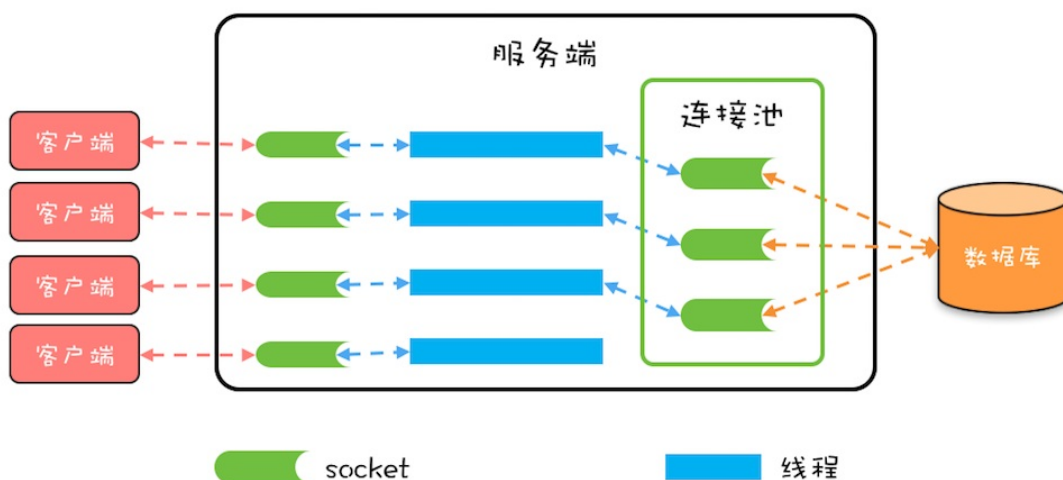 服务端
连接池
客户端
客户端
客户端
客户端
数据库
socket
线程